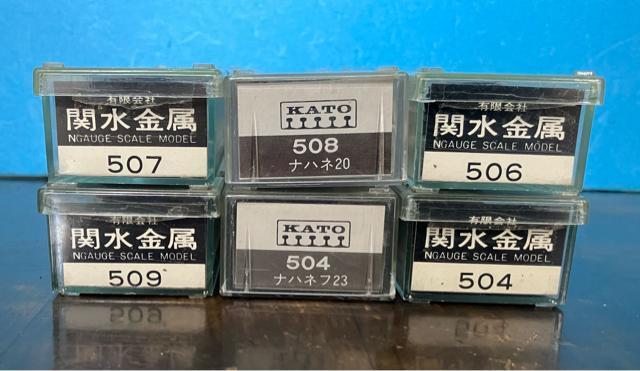 有限会社
関水金属
NGAUGE SCALE MODEL
507
KATO
508
ナハネ20
有限会社
関水金属
NGAUGE SCALE MODEL
506
有限会社
関水金属
NGAUGE SCALE MODEL
509
KATO
504
ナハネフ23
有限会社
関水金属
NGAUGE SCALE MODEL
504